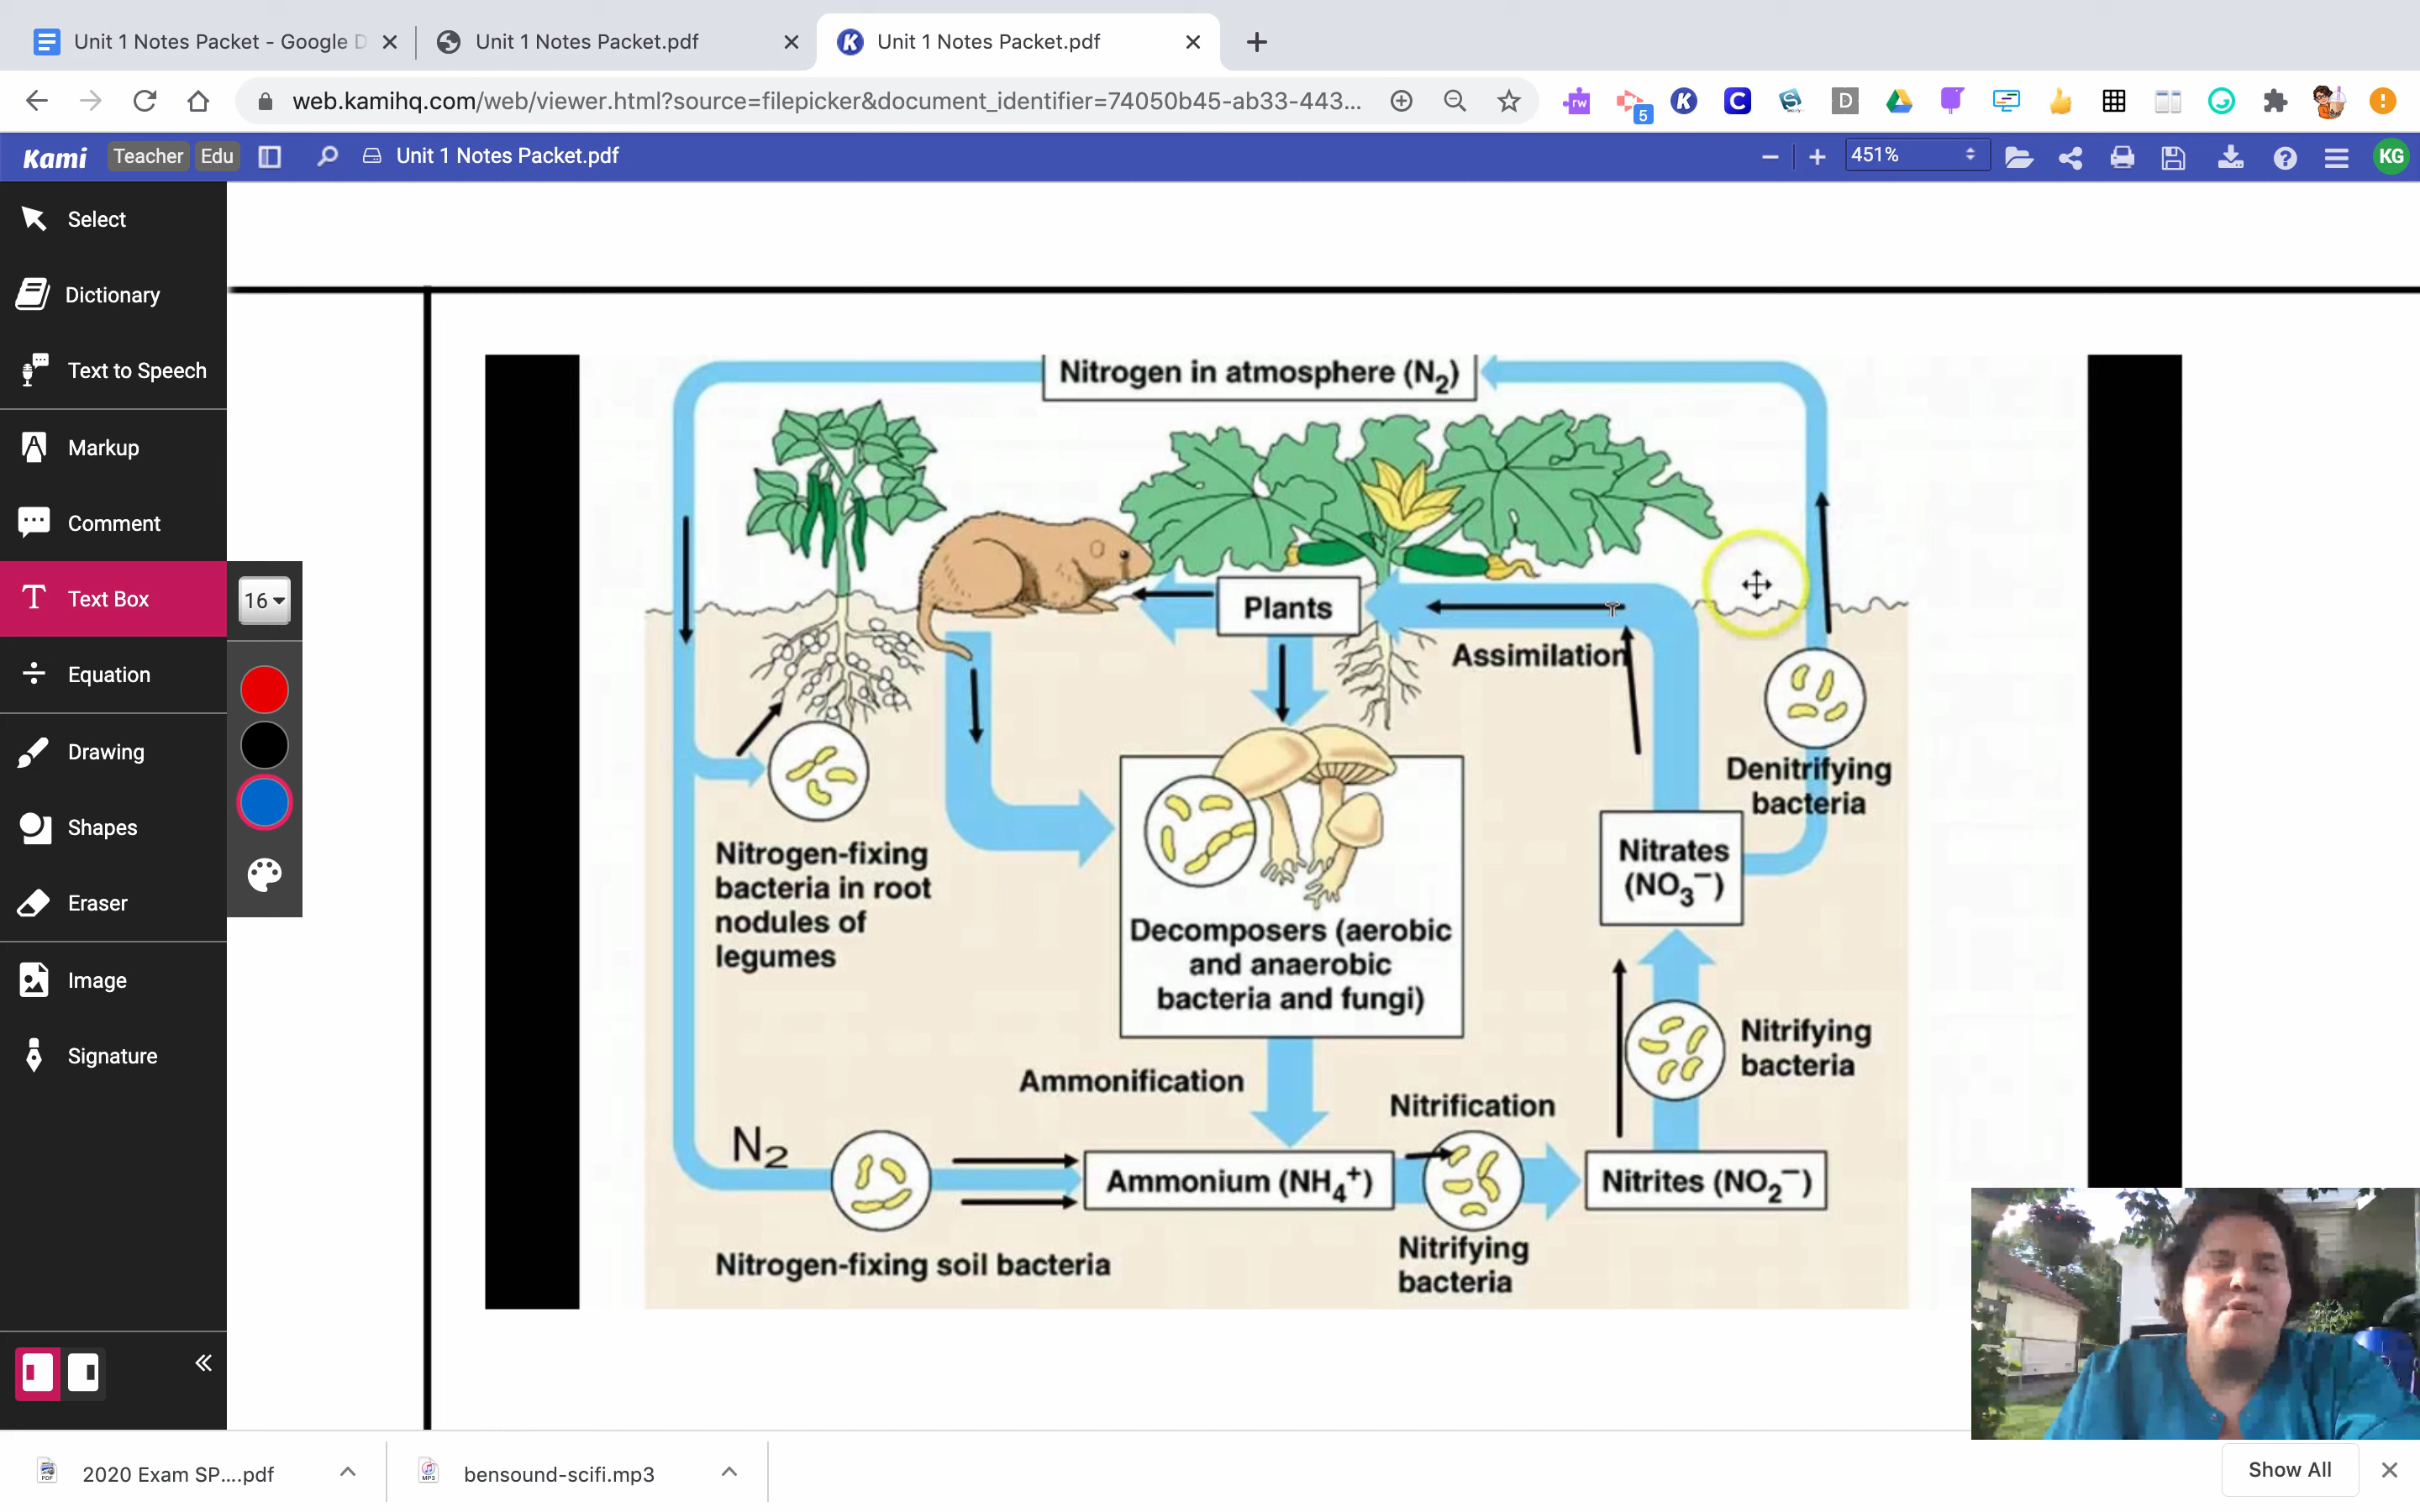 Unit 1 Notes Packet - Google D
Unit 1 Notes Packet.pdf
Unit 1 Notes Packet.pdf
web.kamihq.com/web/viewer.html?source=filepicker&document_identifier=74050b45-ab33-443...
rw
5
K
C
D
Kami
Teacher
Edu
Unit 1 Notes Packet.pdf
451%
KG
Select
Dictionary
Text to Speech
Markup
Comment
Text Box
16
Equation
Drawing
Shapes
Eraser
Image
Signature
Nitrogen in atmosphere (N₂)
Plants
Assimilation
Denitrifying
bacteria
Nitrogen-fixing
bacteria in root
nodules of
legumes
Nitrates
(NO₃⁻)
Decomposers (aerobic
and anaerobic
bacteria and fungi)
Nitrifying
bacteria
Ammonification
Nitrification
N₂
Ammonium (NH₄⁺)
Nitrites (NO₂⁻)
Nitrogen-fixing soil bacteria
Nitrifying
bacteria
2020 Exam SP....pdf
bensound-scifi.mp3
Show All